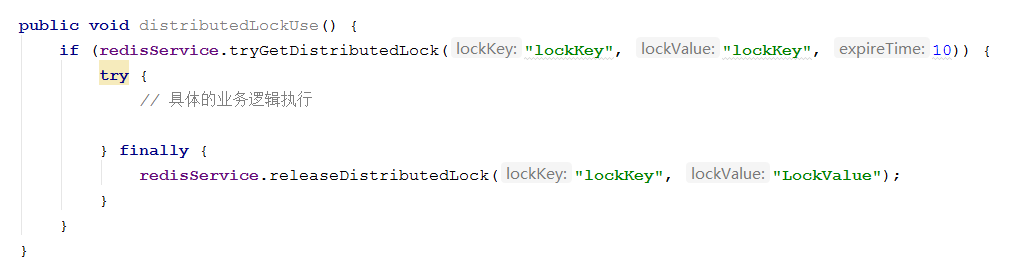 public void distributedLockUse() {
if (redisService.tryGetDistributedLock( lockKey: "lockKey", lockValue: "lockKey", expireTime: 10)) {
try {
// 具体的业务逻辑执行
} finally {
redisService.releaseDistributedLock( lockKey: "lockKey", lockValue: "LockValue");
}
}
}